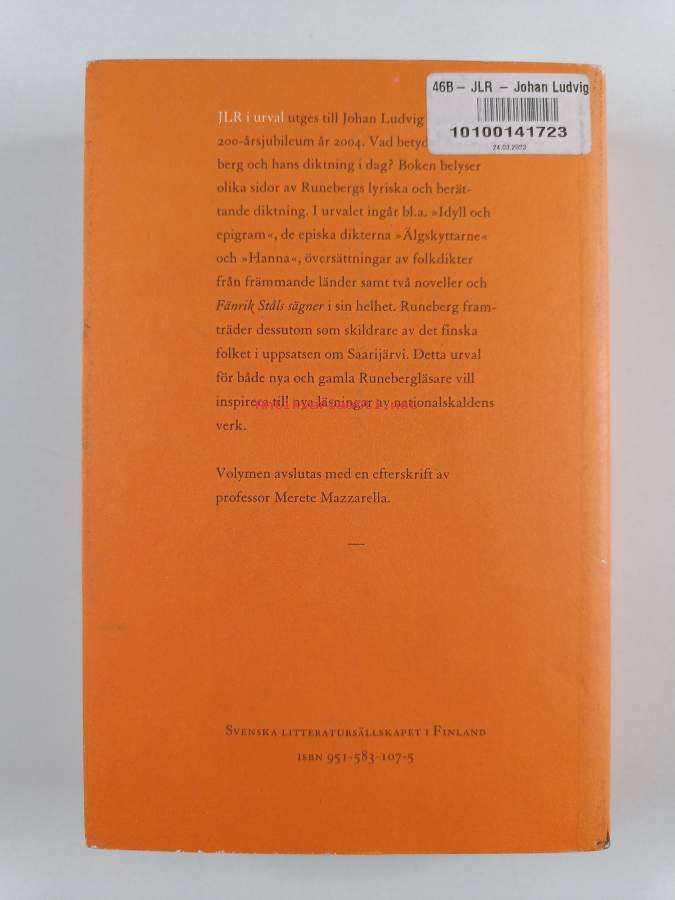 46B – JLR – Johan Ludvig
10100141723
24.03.2023
JLR i urval utges till Johan Ludvig
200-årsjubileum år 2004. Vad betyd
berg och hans diktning i dag? Boken belyser
olika sidor av Runebergs lyriska och berät-
tande diktning. I urvalet ingår bl.a. »Idyll och
epigram«, de episka dikterna »Älgskyttarne«
och »Hanna«, översättningar av folkdikter
från främmande länder samt två noveller och
Fänrik Ståls sägner i sin helhet. Runeberg fram-
träder dessutom som skildrare av det finska
folket i uppsatsen om Saarijärvi. Detta urval
för både nya och gamla Runebergläsare vill
inspirera till nya läsningar av nationalskaldens
verk.
Volymen avslutas med en efterskrift av
professor Merete Mazzarella.
Svenska litteratursällskapet i Finland
ISBN 951-583-107-5